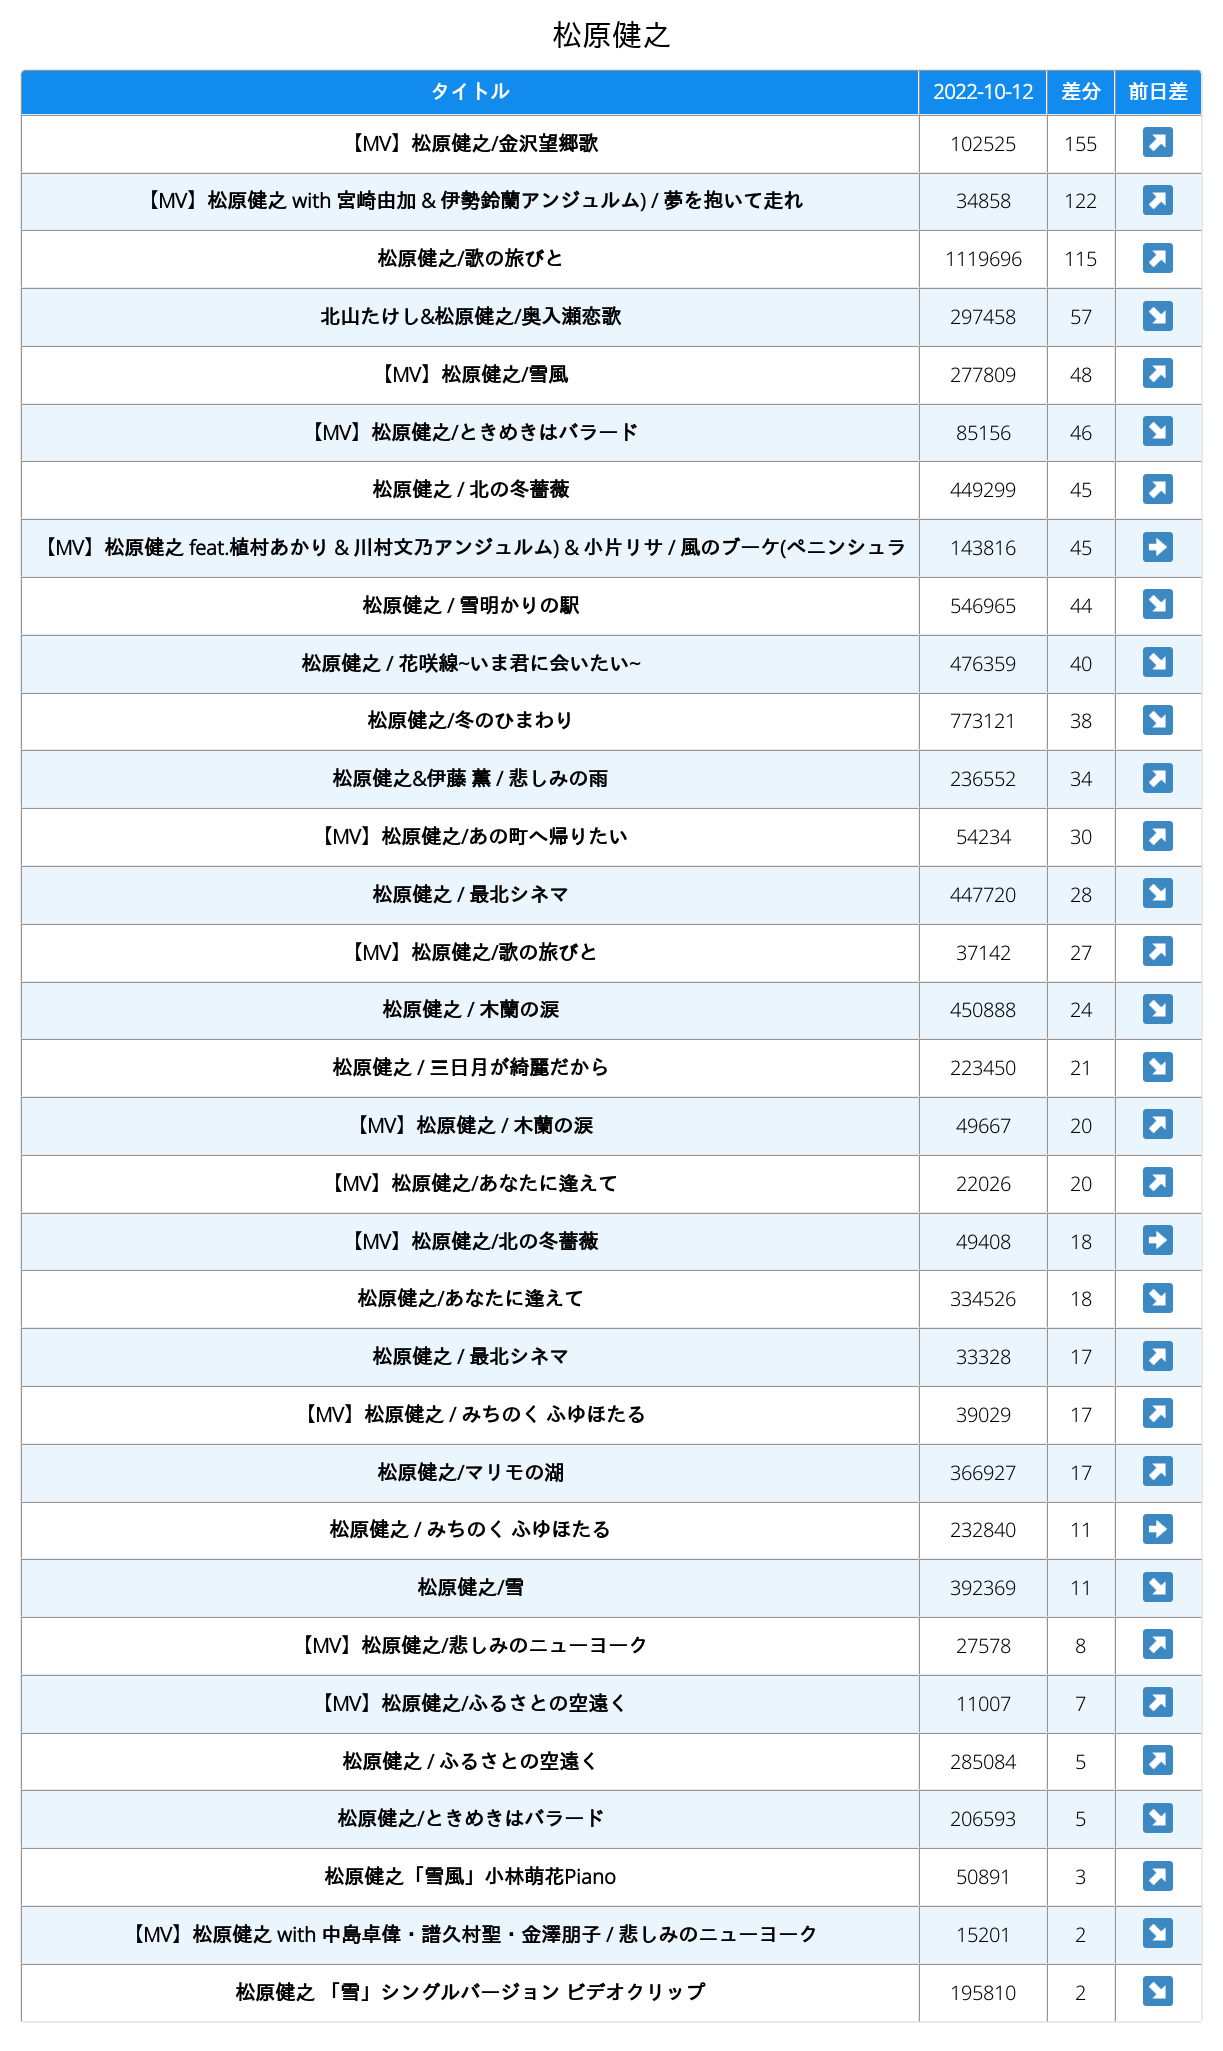 松原健之
タイトル 2022-10-12 差分 前日差
【MV】松原健之/金沢望郷歌 102525 155 ↗
【MV】松原健之 with 宮崎由加 & 伊勢鈴蘭アンジュルム) / 夢を抱いて走れ 34858 122 ↗
松原健之/歌の旅びと 1119696 115 ↗
北山たけし&松原健之/奥入瀬恋歌 297458 57 ↘
【MV】松原健之/雪風 277809 48 ↗
【MV】松原健之/ときめきはバラード 85156 46 ↘
松原健之 / 北の冬薔薇 449299 45 ↗
【MV】松原健之 feat.植村あかり & 川村文乃アンジュルム) & 小片リサ / 風のブーケ(ペニンシュラ 143816 45 ➡
松原健之 / 雪明かりの駅 546965 44 ↘
松原健之 / 花咲線~いま君に会いたい~ 476359 40 ↘
松原健之/冬のひまわり 773121 38 ↘
松原健之&伊藤 薫 / 悲しみの雨 236552 34 ↗
【MV】松原健之/あの町へ帰りたい 54234 30 ↗
松原健之 / 最北シネマ 447720 28 ↘
【MV】松原健之/歌の旅びと 37142 27 ↗
松原健之 / 木蘭の涙 450888 24 ↘
松原健之 / 三日月が綺麗だから 223450 21 ↘
【MV】松原健之 / 木蘭の涙 49667 20 ↗
【MV】松原健之/あなたに逢えて 22026 20 ↗
【MV】松原健之/北の冬薔薇 49408 18 ➡
松原健之/あなたに逢えて 334526 18 ↘
松原健之 / 最北シネマ 33328 17 ↗
【MV】松原健之 / みちのく ふゆほたる 39029 17 ↗
松原健之/マリモの湖 366927 17 ↗
松原健之 / みちのく ふゆほたる 232840 11 ➡
松原健之/雪 392369 11 ↘
【MV】松原健之/悲しみのニューヨーク 27578 8 ↗
【MV】松原健之/ふるさとの空遠く 11007 7 ↗
松原健之 / ふるさとの空遠く 285084 5 ↗
松原健之/ときめきはバラード 206593 5 ↘
松原健之「雪風」小林萌花Piano 50891 3 ↗
【MV】松原健之 with 中島卓偉・譜久村聖・金澤朋子 / 悲しみのニューヨーク 15201 2 ↘
松原健之 「雪」シングルバージョン ビデオクリップ 195810 2 ↘